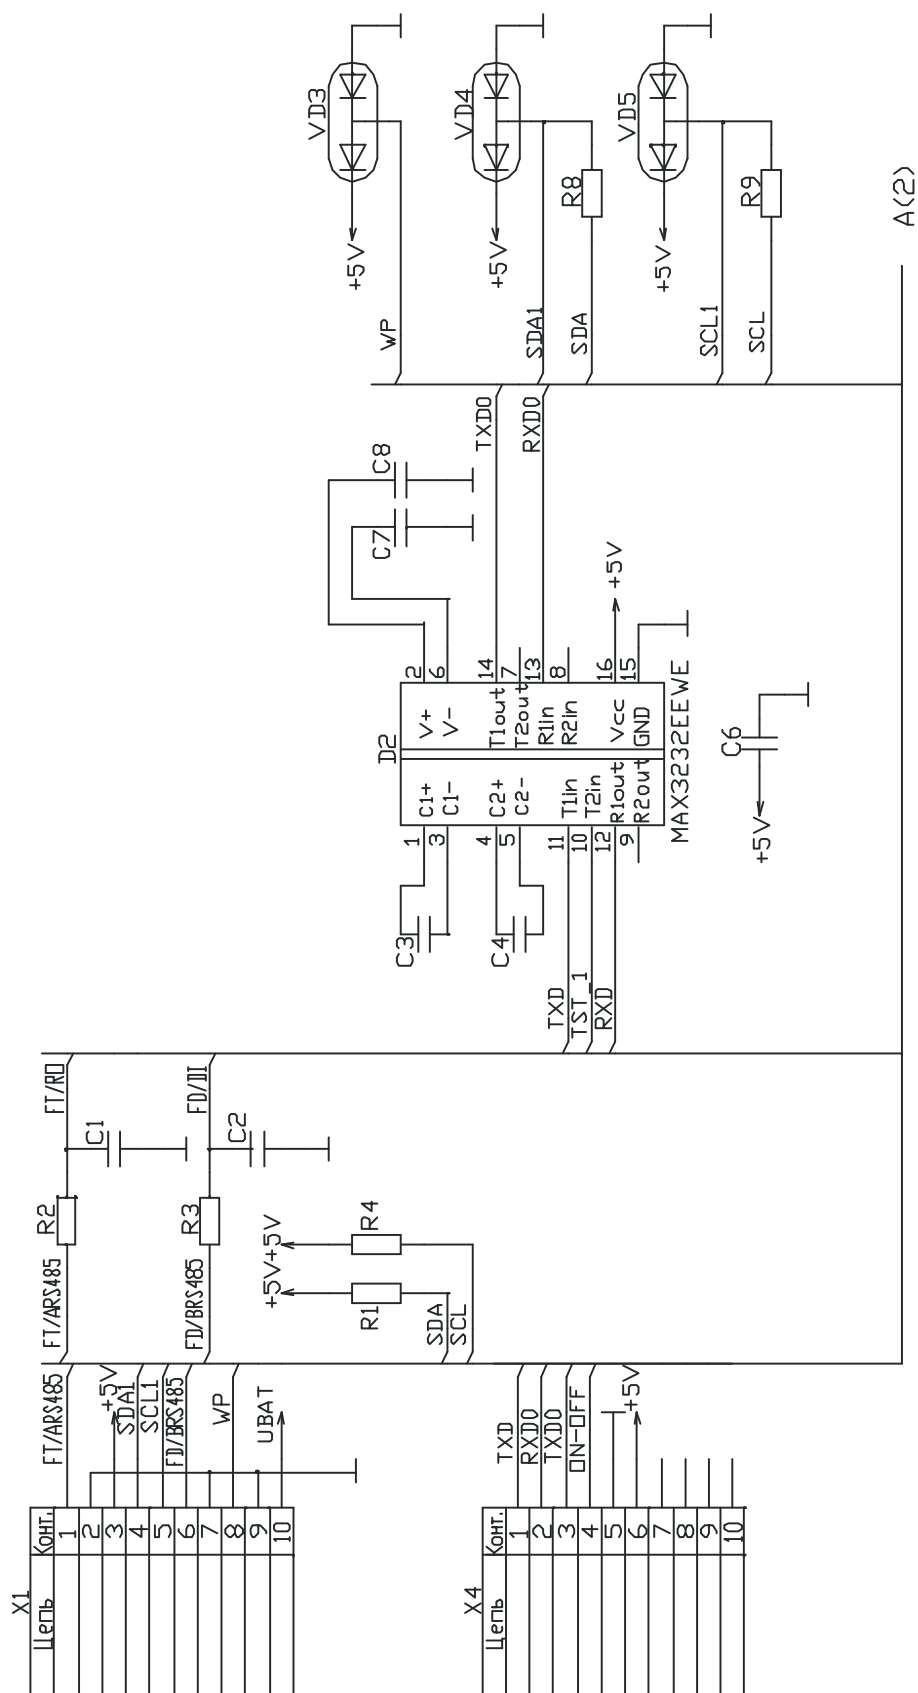 X1
Цепь
Конт.
1
2
3
4
5
6
7
8
9
10
FT/ARS485
+5V
SDA1
SCL1
FD/BRS485
WP
UBAT
X4
Цепь
Конт.
1
2
3
4
5
6
7
8
9
10
TXD
RXD0
TXD0
ON-OFF
+5V
FT/ARS485
R2
C1
FT/RO
FD/BRS485
R3
C2
FD/DI
+5V
+5V
R1
R4
SDA
SCL
C3
C4
TXD
TST_1
RXD
D2
1
3
4
5
11
10
12
9
C1+
C1-
C2+
C2-
T1in
T2in
R1out
R2out
V+
V-
T1out
T2out
R1in
R2in
Vcc
GND
2
6
14
7
13
8
16
15
MAX3232EEWE
+5V
C7
C8
+5V
C6
TXD0
RXD0
WP
SDA1
SDA
SCL1
SCL
+5V
VD3
+5V
VD4
R8
+5V
VD5
R9
A(2)